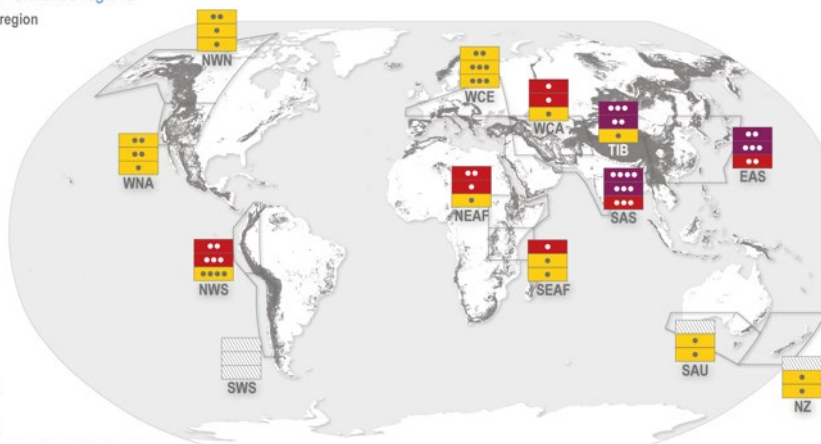 region
NWN
WCE
WCA
TIB
EAS
WNA
NEAF
SAS
NWS
SEAF
SWS
SAU
NZ